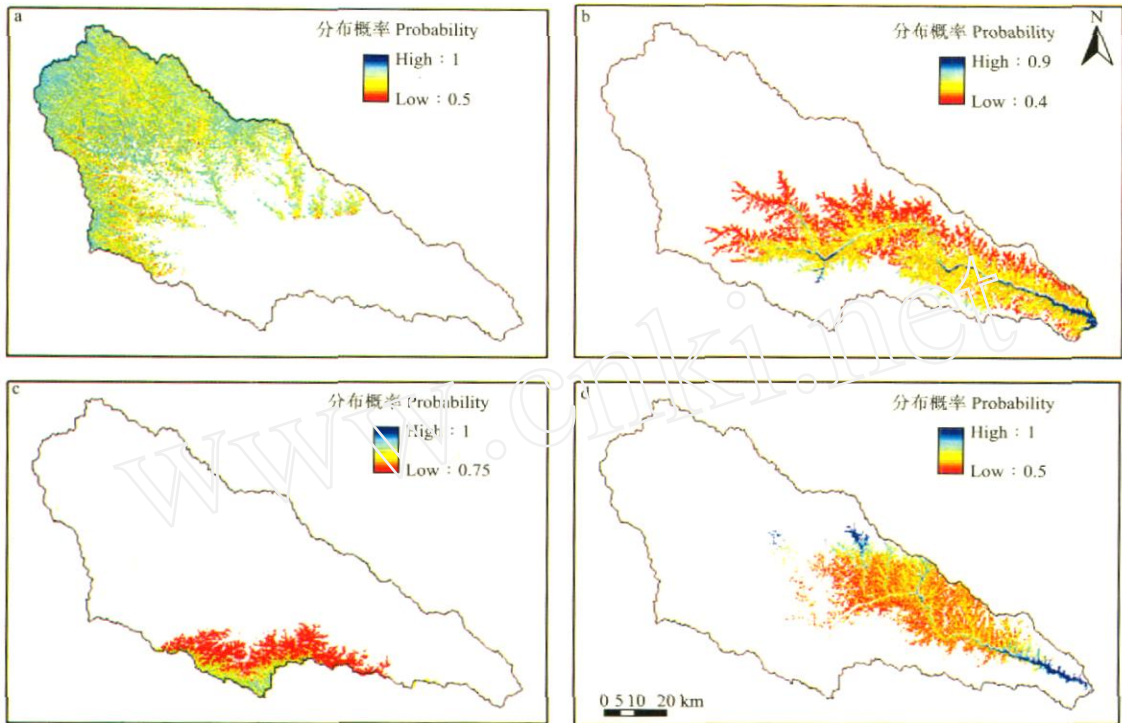 a
分布概率 Probability
High : 1
Low : 0.5
b
分布概率 Probability
N
High : 0.9
Low : 0.4
c
分布概率 Probability
High : 1
Low : 0.75
d
分布概率 Probability
High : 1
Low : 0.5
0 5 10 20 km
www.cnki.net